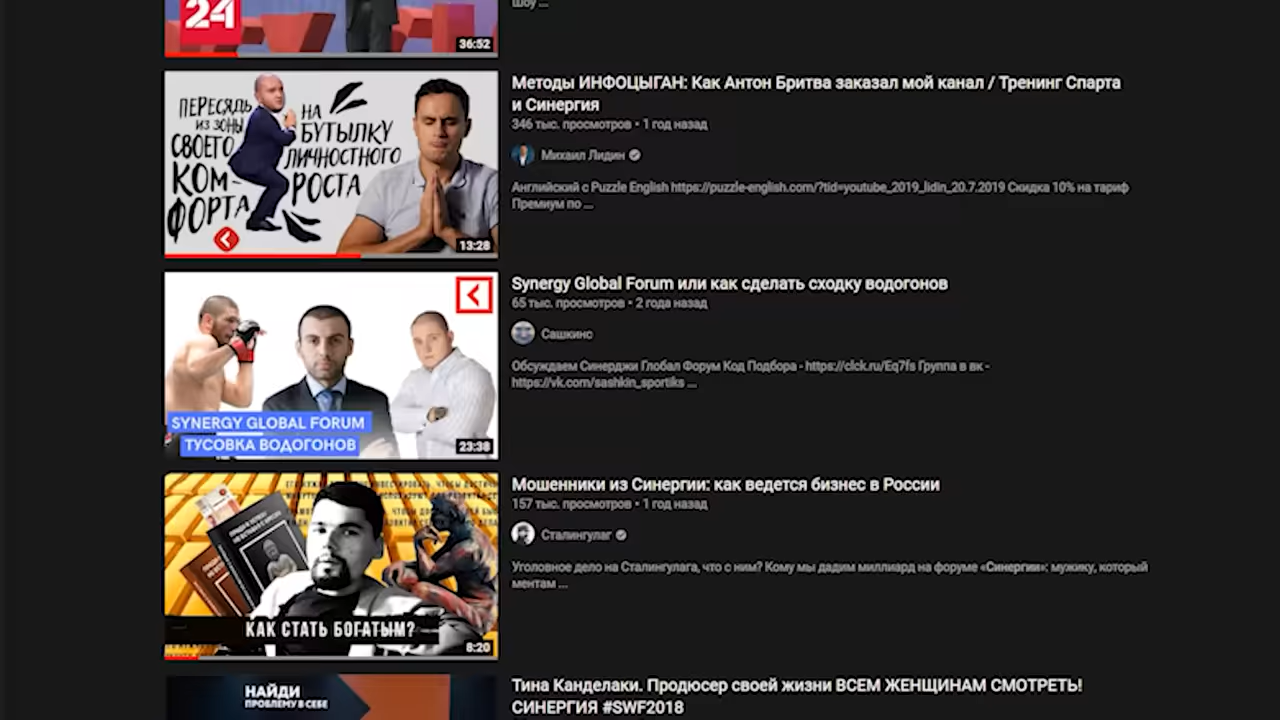 шоу ...
24
36:52
ПЕРЕСЯДЬ
ИЗ ЗОНЫ
СВОЕГО
КОМ-
ФОРТА
НА
БУТЫЛКУ
ЛИЧНОСТНОГО
РОСТА
13:28
Методы ИНФОЦЫГАН: Как Антон Бритва заказал мой канал / Тренинг Спарта
и Синергия
346 тыс. просмотров • 1 год назад
Михаил Лидин
Английский с Puzzle English https://puzzle-english.com/?tid=youtube_2019_lidin_20.7.2019 Скидка 10% на тариф
Премиум по ...
SYNERGY GLOBAL FORUM
ТУСОВКА ВОДОГОНОВ
23:38
Synergy Global Forum или как сделать сходку водогонов
65 тыс. просмотров • 2 года назад
Сашкинс
Обсуждаем Синерджи Глобал Форум Код Подбора - https://clck.ru/Eq7fs Группа в вк -
https://vk.com/sashkin_sportiks ...
КАК СТАТЬ БОГАТЫМ?
8:20
Мошенники из Синергии: как ведется бизнес в России
157 тыс. просмотров • 1 год назад
Сталингулаг
Уголовное дело на Сталингулага, что с ним? Кому мы дадим миллиард на форуме «Синергии»: мужику, который
ментам ...
НАЙДИ
ПРОБЛЕМУ В СЕБЕ
Тина Канделаки. Продюсер своей жизни ВСЕМ ЖЕНЩИНАМ СМОТРЕТЬ!
СИНЕРГИЯ #SWF2018